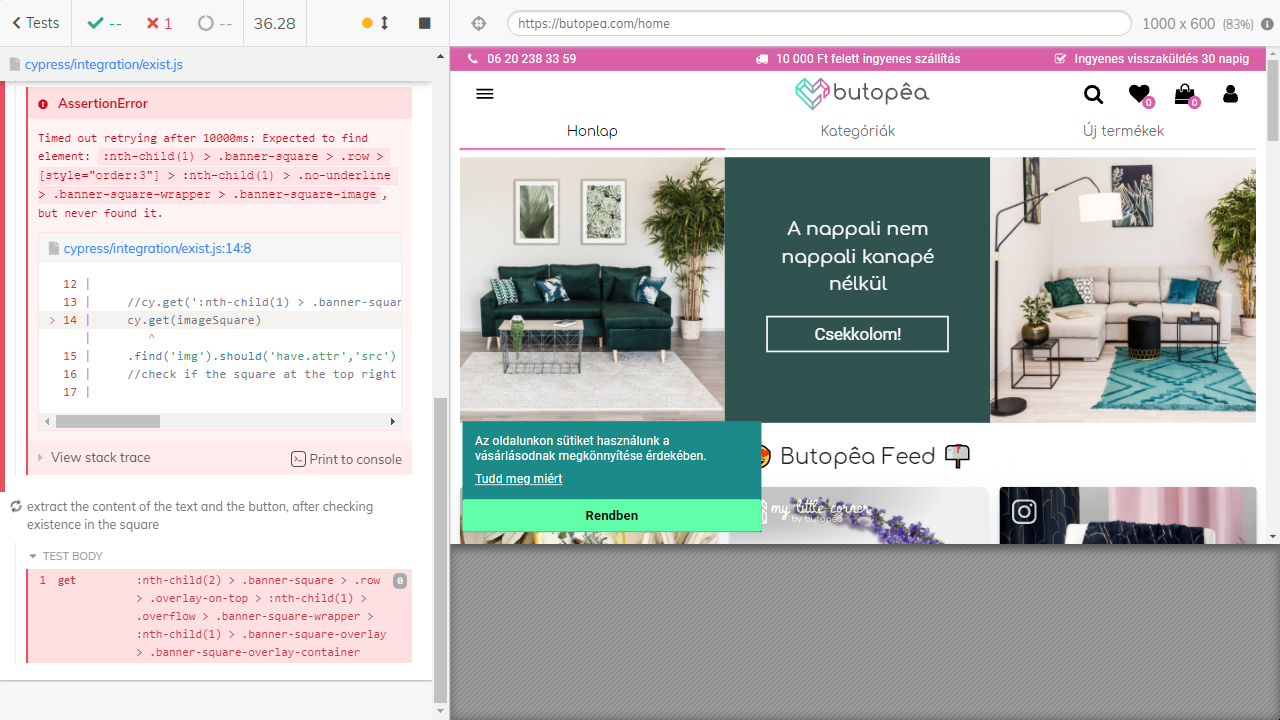 Tests
--
1
--
36.28
https://butopea.com/home
1000 x 600 (83%)
cypress/integration/exist.js
AssertionError
Timed out retrying after 10000ms: Expected to find
element: :nth-child(1) > .banner-square > .row >
[style="order:3"] > :nth-child(1) > .no-underline
> .banner-square-wrapper > .banner-square-image,
but never found it.
cypress/integration/exist.js:14:8
12 |
13 | //cy.get(':nth-child(1) > .banner-squar
> 14 | cy.get(imageSquare)
| ^
15 | .find('img').should('have.attr','src')
16 | //check if the square at the top right
17 |
View stack trace
Print to console
extract the content of the text and the button, after checking
existence in the square
TEST BODY
1 get :nth-child(2) > .banner-square > .row
> .overlay-on-top > :nth-child(1) >
.overflow > .banner-square-wrapper >
:nth-child(1) > .banner-square-overlay
> .banner-square-overlay-container
0
06 20 238 33 59
10 000 Ft felett ingyenes szállítás
Ingyenes visszaküldés 30 napig
butopêa
0
0
Honlap
Kategóriák
Új termékek
A nappali nem
nappali kanapé
nélkül
Csekkolom!
Butopêa Feed
Az oldalunkon sütiket használunk a
vásárlásodnak megkönnyítése érdekében.
Tudd meg miért
Rendben
my little corner
by butopêa